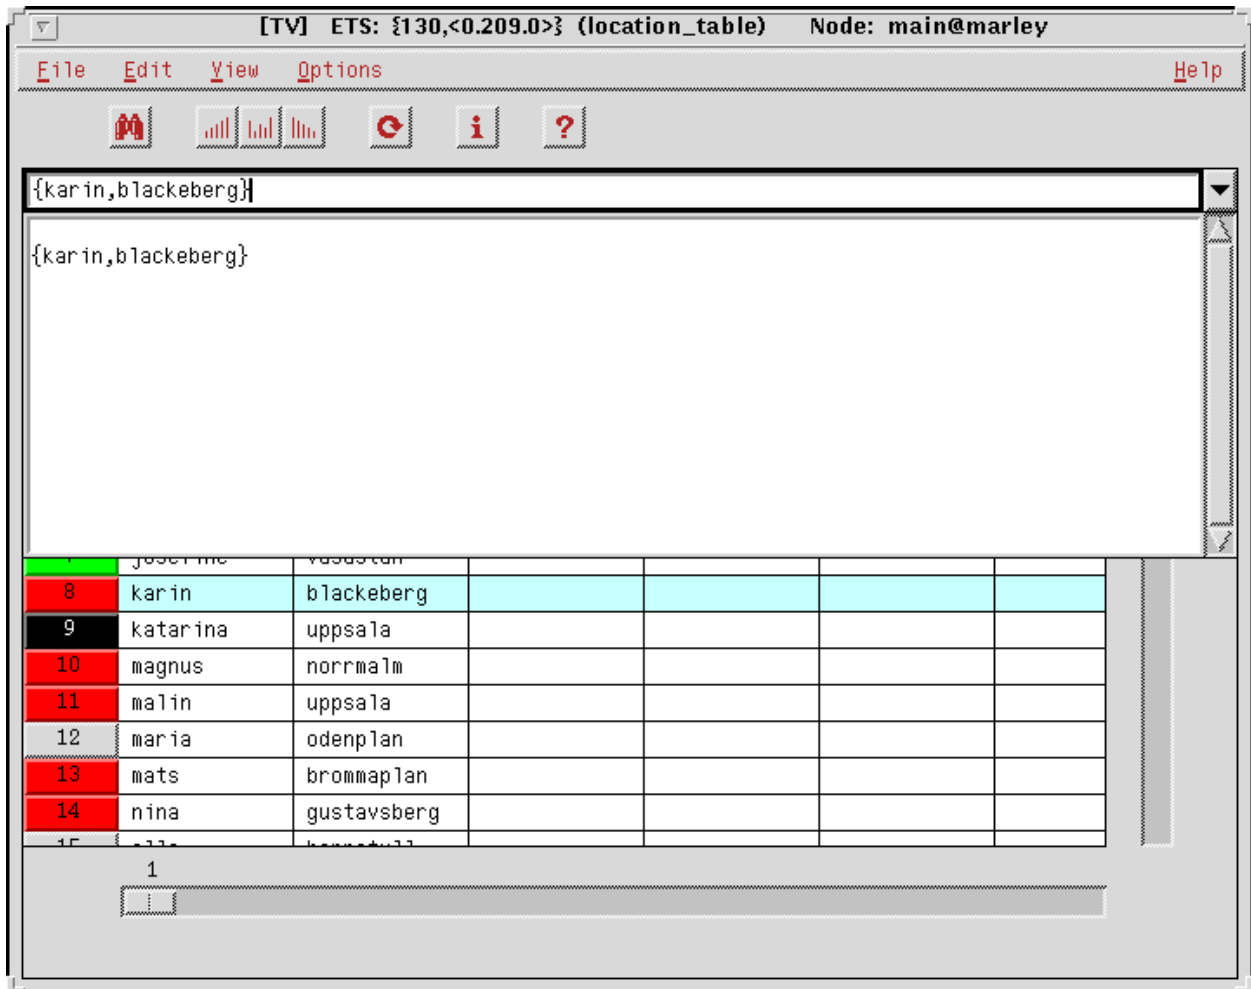 [TV] ETS: {130,<0.209.0>} (location_table) Node: main@marley
File Edit View Options Help
{karin,blackeberg}
{karin,blackeberg}
8 karin blackeberg
9 katarina uppsala
10 magnus norrmalm
11 malin uppsala
12 maria odenplan
13 mats brommaplan
14 nina gustavsberg
1